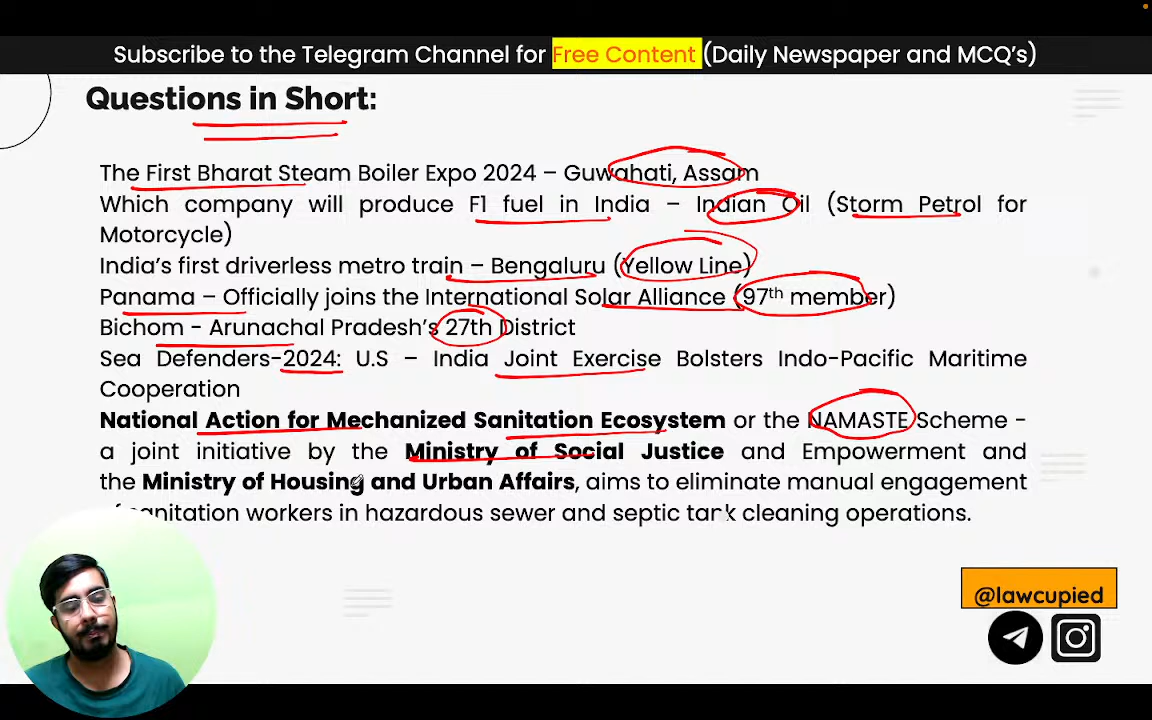 Subscribe to the Telegram Channel for Free Content (Daily Newspaper and MCQ's)
Questions in Short:
The First Bharat Steam Boiler Expo 2024 – Guwahati, Assam
Which company will produce F1 fuel in India – Indian Oil (Storm Petrol for
Motorcycle)
India's first driverless metro train – Bengaluru (Yellow Line)
Panama – Officially joins the International Solar Alliance (97th member)
Bichom - Arunachal Pradesh's 27th District
Sea Defenders-2024: U.S – India Joint Exercise Bolsters Indo-Pacific Maritime
Cooperation
National Action for Mechanized Sanitation Ecosystem or the NAMASTE Scheme -
a joint initiative by the Ministry of Social Justice and Empowerment and
the Ministry of Housing and Urban Affairs, aims to eliminate manual engagement
of sanitation workers in hazardous sewer and septic tank cleaning operations.
@lawcupied